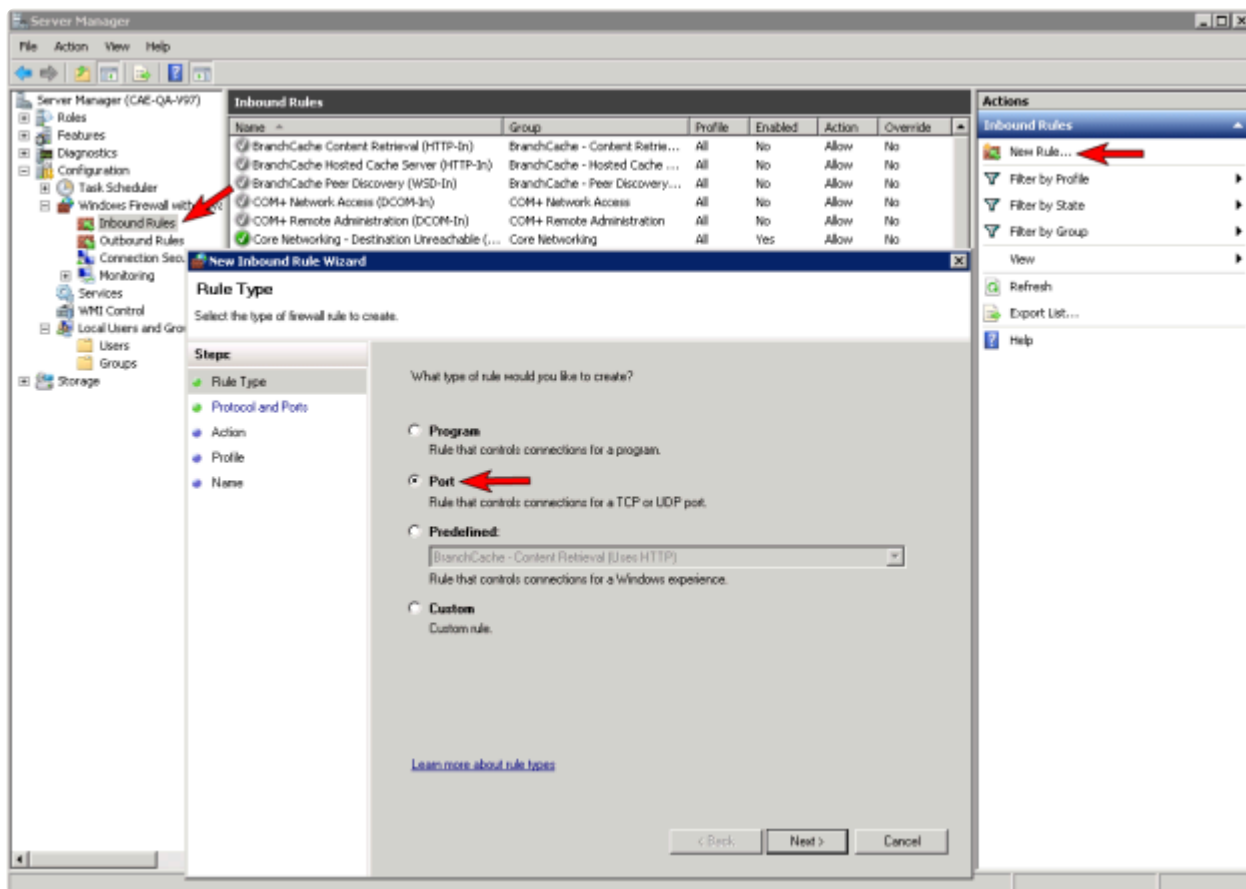 Server Manager
File Action View Help
Server Manager (CAE-QA-V97)
Roles
Features
Diagnostics
Configuration
Task Scheduler
Windows Firewall with
Inbound Rules
Outbound Rules
Connection Sec
Monitoring
Services
WMI Control
Local Users and Grou
Users
Groups
Storage
Inbound Rules
Name Group Profile Enabled Action Override
BranchCache Content Retrieval (HTTP-In) BranchCache - Content Retrie... All No Allow No
BranchCache Hosted Cache Server (HTTP-In) BranchCache - Hosted Cache ... All No Allow No
BranchCache Peer Discovery (WSD-In) BranchCache - Peer Discovery... All No Allow No
COM+ Network Access (DCOM-In) COM+ Network Access All No Allow No
COM+ Remote Administration (DCOM-In) COM+ Remote Administration All No Allow No
Core Networking - Destination Unreachable (... Core Networking All Yes Allow No
New Inbound Rule Wizard
Rule Type
Select the type of firewall rule to create.
Steps:
Rule Type
Protocol and Ports
Action
Profile
Name
What type of rule would you like to create?
Program
Rule that controls connections for a program.
Port
Rule that controls connections for a TCP or UDP port.
Predefined:
BranchCache - Content Retrieval (Uses HTTP)
Rule that controls connections for a Windows experience.
Custom
Custom rule.
Learn more about rule types
< Back Next > Cancel
Actions
Inbound Rules
New Rule...
Filter by Profile
Filter by State
Filter by Group
View
Refresh
Export List...
Help